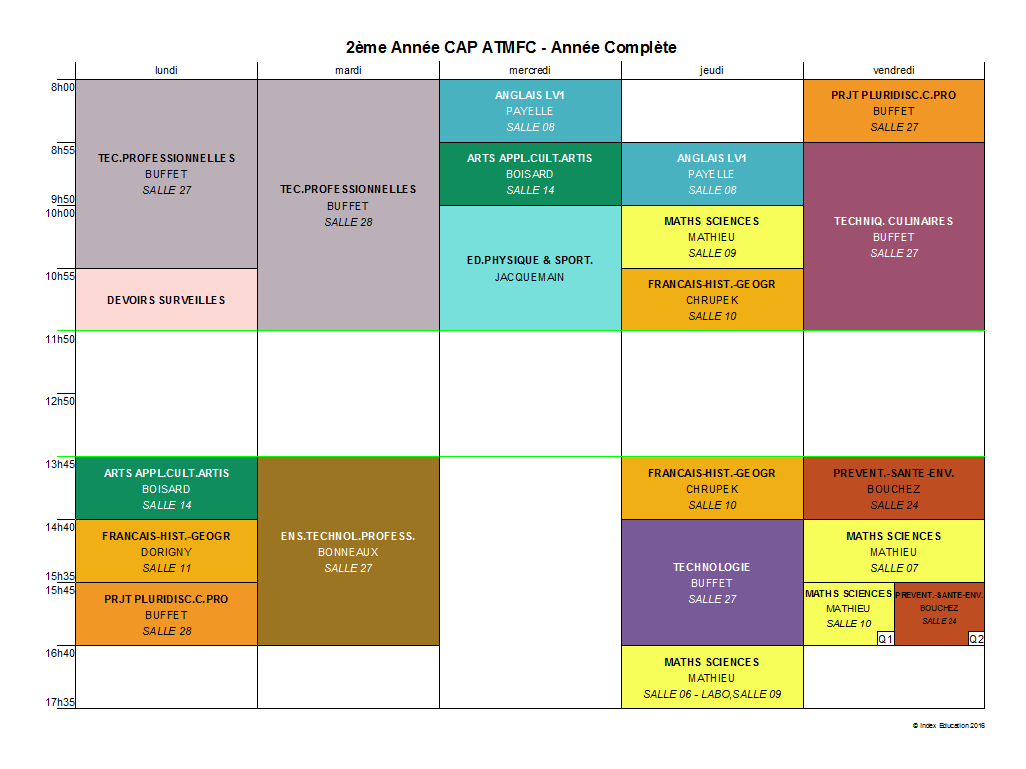 2ème Année CAP ATMFC - Année Complète
lundi
mardi
mercredi
jeudi
vendredi
8h00
8h55
9h50
10h00
10h55
11h50
12h50
13h45
14h40
15h35
15h45
16h40
17h35
TEC.PROFESSIONNELLES
BUFFET
SALLE 27
DEVOIRS SURVEILLES
ARTS APPL.CULT.ARTIS
BOISARD
SALLE 14
FRANCAIS-HIST.-GEOGR
DORIGNY
SALLE 11
PRJT PLURIDISC.C.PRO
BUFFET
SALLE 28
TEC.PROFESSIONNELLES
BUFFET
SALLE 28
ENS.TECHNOL.PROFESS.
BONNEAUX
SALLE 27
ANGLAIS LV1
PAYELLE
SALLE 08
ARTS APPL.CULT.ARTIS
BOISARD
SALLE 14
ED.PHYSIQUE & SPORT.
JACQUEMAIN
ANGLAIS LV1
PAYELLE
SALLE 08
MATHS SCIENCES
MATHIEU
SALLE 09
FRANCAIS-HIST.-GEOGR
CHRUPEK
SALLE 10
FRANCAIS-HIST.-GEOGR
CHRUPEK
SALLE 10
TECHNOLOGIE
BUFFET
SALLE 27
MATHS SCIENCES
MATHIEU
SALLE 06 - LABO,SALLE 09
PRJT PLURIDISC.C.PRO
BUFFET
SALLE 27
TECHNIQ. CULINAIRES
BUFFET
SALLE 27
PREVENT.-SANTE-ENV.
BOUCHEZ
SALLE 24
MATHS SCIENCES
MATHIEU
SALLE 07
MATHS SCIENCES
MATHIEU
SALLE 10
Q1
PREVENT.-SANTE-ENV.
BOUCHEZ
SALLE 24
Q2
© Index Education 2016